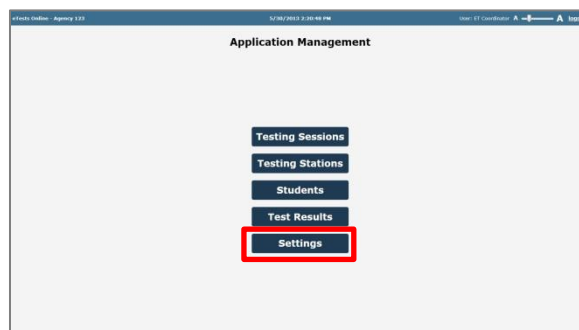 eTests Online - Agency 123 5/30/2013 2:20:48 PM User: ET Coordinator A A
Application Management
Testing Sessions
Testing Stations
Students
Test Results
Settings